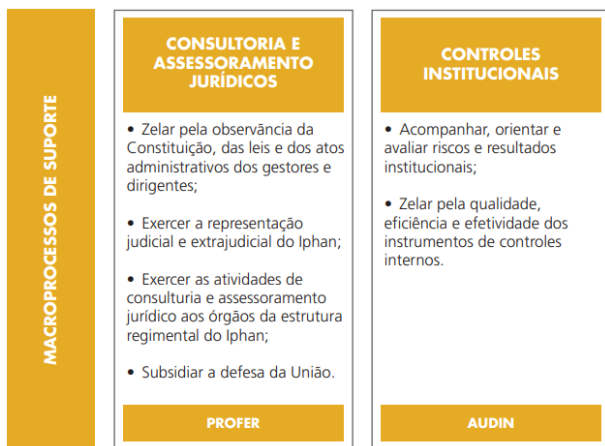 MACROPROCESSOS DE SUPORTE
CONSULTORIA E
ASSESSORAMENTO
JURÍDICOS
• Zelar pela observância da
Constituição, das leis e dos atos
administrativos dos gestores e
dirigentes;
• Exercer a representação
judicial e extrajudicial do Iphan;
• Exercer as atividades de
consulturia e assessoramento
jurídico aos órgãos da estrutura
regimental do Iphan;
• Subsidiar a defesa da União.
PROFER
CONTROLES
INSTITUCIONAIS
• Acompanhar, orientar e
avaliar riscos e resultados
institucionais;
• Zelar pela qualidade,
eficiência e efetividade dos
instrumentos de controles
internos.
AUDIN